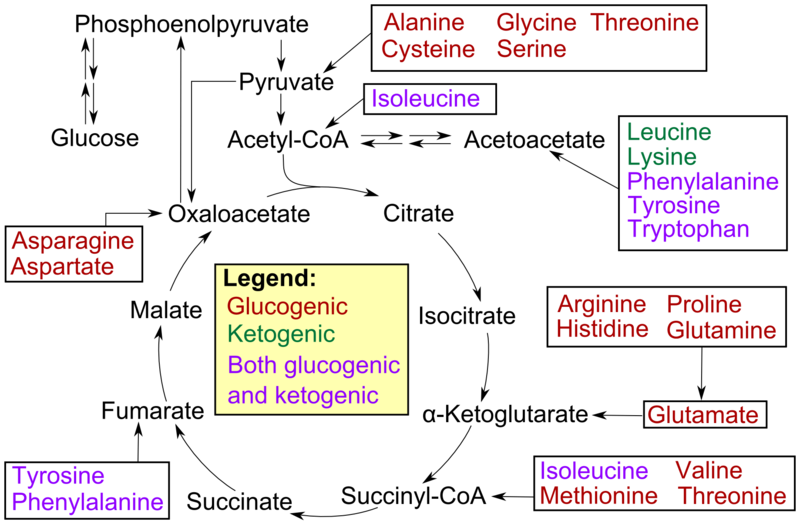 Phosphoenolpyruvate
Alanine Glycine Threonine
Cysteine Serine
Pyruvate
Isoleucine
Glucose
Acetyl-CoA
Acetoacetate
Leucine
Lysine
Phenylalanine
Tyrosine
Tryptophan
Oxaloacetate
Citrate
Asparagine
Aspartate
Legend:
Glucogenic
Ketogenic
Both glucogenic
and ketogenic
Malate
Isocitrate
Arginine Proline
Histidine Glutamine
Fumarate
α-Ketoglutarate
Glutamate
Tyrosine
Phenylalanine
Succinate
Succinyl-CoA
Isoleucine Valine
Methionine Threonine